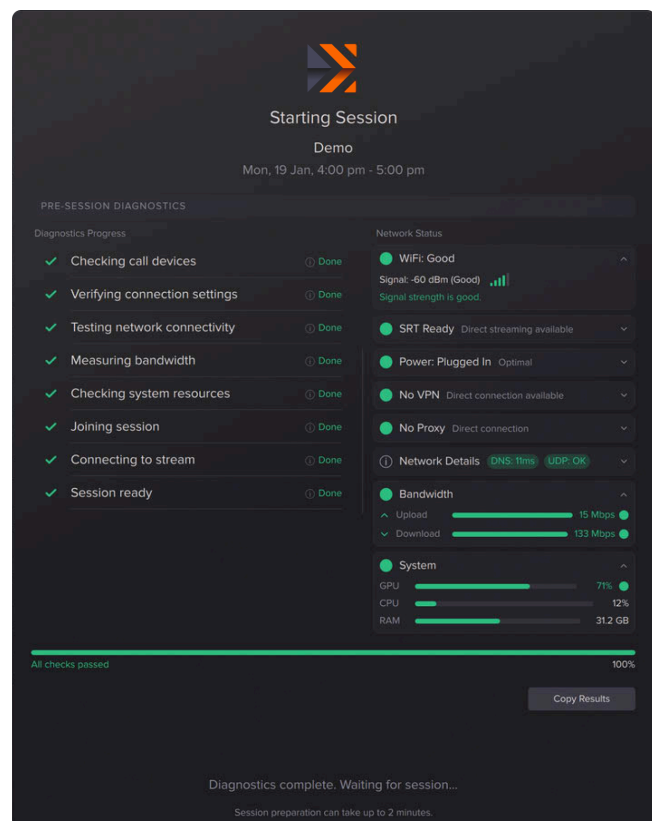 Starting Session
Demo
Mon, 19 Jan, 4:00 pm - 5:00 pm
PRE-SESSION DIAGNOSTICS
Diagnostics Progress
Checking call devices Done
Verifying connection settings Done
Testing network connectivity Done
Measuring bandwidth Done
Checking system resources Done
Joining session Done
Connecting to stream Done
Session ready Done
Network Status
WiFi: Good
Signal: -60 dBm (Good)
Signal strength is good.
SRT Ready Direct streaming available
Power: Plugged In Optimal
No VPN Direct connection available
No Proxy Direct connection
Network Details DNS: 11ms UDP: OK
Bandwidth
Upload 15 Mbps
Download 133 Mbps
System
GPU 71%
CPU 12%
RAM 31.2 GB
All checks passed 100%
Copy Results
Diagnostics complete. Waiting for session...
Session preparation can take up to 2 minutes.